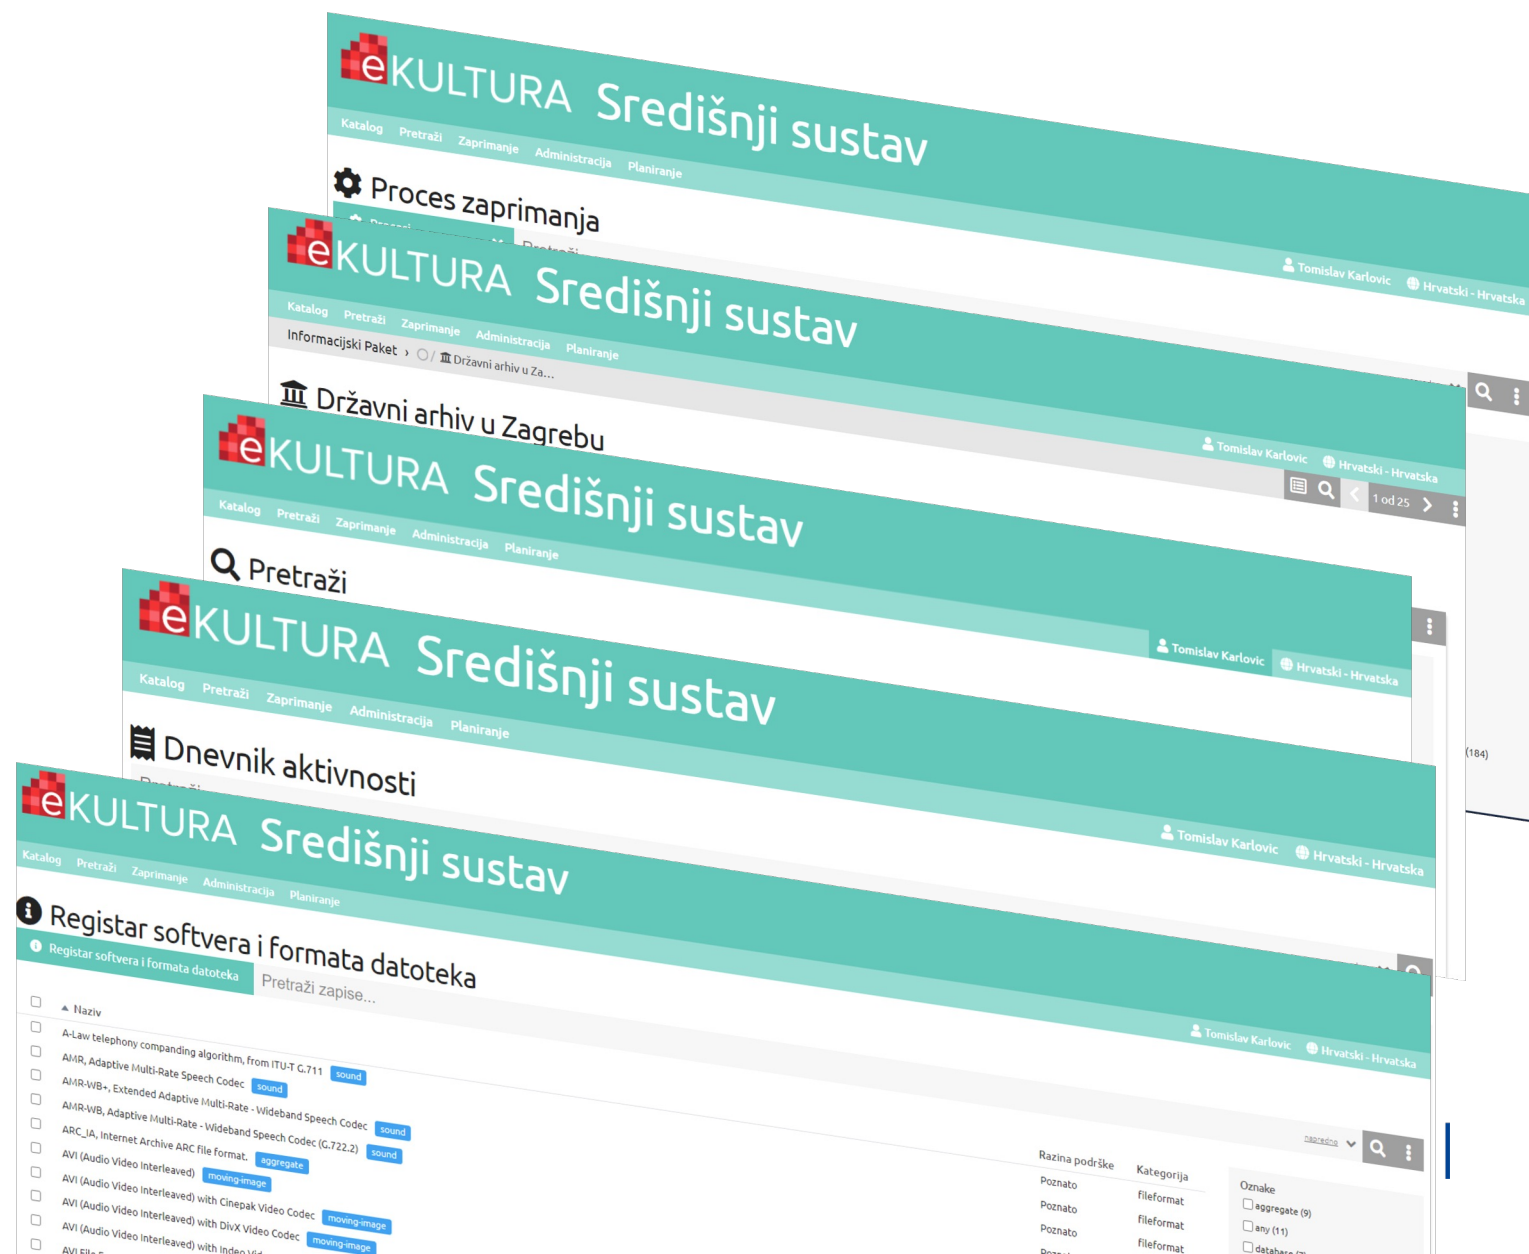 eKULTURA Središnji sustav
Katalog Pretraži Zaprimanje Administracija Planiranje
Tomislav Karlovic Hrvatski - Hrvatska
Proces zaprimanja
eKULTURA Središnji sustav
Katalog Pretraži Zaprimanje Administracija Planiranje
Tomislav Karlovic Hrvatski - Hrvatska
Informacijski Paket › / Državni arhiv u Za...
1 od 25
Državni arhiv u Zagrebu
eKULTURA Središnji sustav
Katalog Pretraži Zaprimanje Administracija Planiranje
Tomislav Karlovic Hrvatski - Hrvatska
Pretraži
(184)
eKULTURA Središnji sustav
Katalog Pretraži Zaprimanje Administracija Planiranje
Tomislav Karlovic Hrvatski - Hrvatska
Dnevnik aktivnosti
eKULTURA Središnji sustav
Katalog Pretraži Zaprimanje Administracija Planiranje
Tomislav Karlovic Hrvatski - Hrvatska
Registar softvera i formata datoteka
Registar softvera i formata datoteka Pretraži zapise... napredno
Naziv Razina podrške Kategorija
A-Law telephony companding algorithm, from ITU-T G.711 sound Poznato fileformat
AMR, Adaptive Multi-Rate Speech Codec sound Poznato fileformat
AMR-WB+, Extended Adaptive Multi-Rate - Wideband Speech Codec sound Poznato fileformat
AMR-WB, Adaptive Multi-Rate - Wideband Speech Codec (G.722.2) sound
ARC_IA, Internet Archive ARC file format. aggregate
AVI (Audio Video Interleaved) moving-image
AVI (Audio Video Interleaved) with Cinepak Video Codec moving-image
AVI (Audio Video Interleaved) with DivX Video Codec moving-image
AVI (Audio Video Interleaved) with Indeo
Oznake
aggregate (9)
any (11)
database